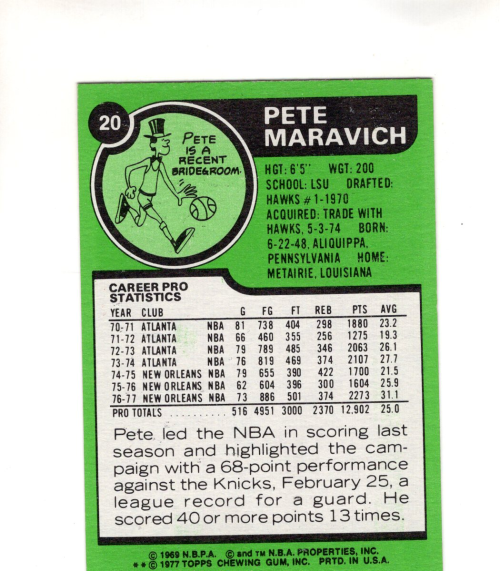 20
PETE
IS A
RECENT
BRIDEGROOM.
PETE
MARAVICH
HGT: 6'5" WGT: 200
SCHOOL: LSU DRAFTED:
HAWKS #1-1970
ACQUIRED: TRADE WITH
HAWKS, 5-3-74 BORN:
6-22-48, ALIQUIPPA,
PENNSYLVANIA HOME:
METAIRIE, LOUISIANA
CAREER PRO
STATISTICS
YEAR CLUB G FG FT REB PTS AVG
70-71 ATLANTA NBA 81 738 404 298 1880 23.2
71-72 ATLANTA NBA 66 460 355 256 1275 19.3
72-73 ATLANTA NBA 79 789 485 346 2063 26.1
73-74 ATLANTA NBA 76 819 469 374 2107 27.7
74-75 NEW ORLEANS NBA 79 655 390 422 1700 21.5
75-76 NEW ORLEANS NBA 62 604 396 300 1604 25.9
76-77 NEW ORLEANS NBA 73 886 501 374 2273 31.1
PRO TOTALS .......... 516 4951 3000 2370 12,902 25.0
Pete led the NBA in scoring last
season and highlighted the cam-
paign with a 68-point performance
against the Knicks, February 25, a
league record for a guard. He
scored 40 or more points 13 times.
© 1969 N.B.P.A. © and TM N.B.A. PROPERTIES, INC.
** © 1977 TOPPS CHEWING GUM, INC. PRTD. IN U.S.A.